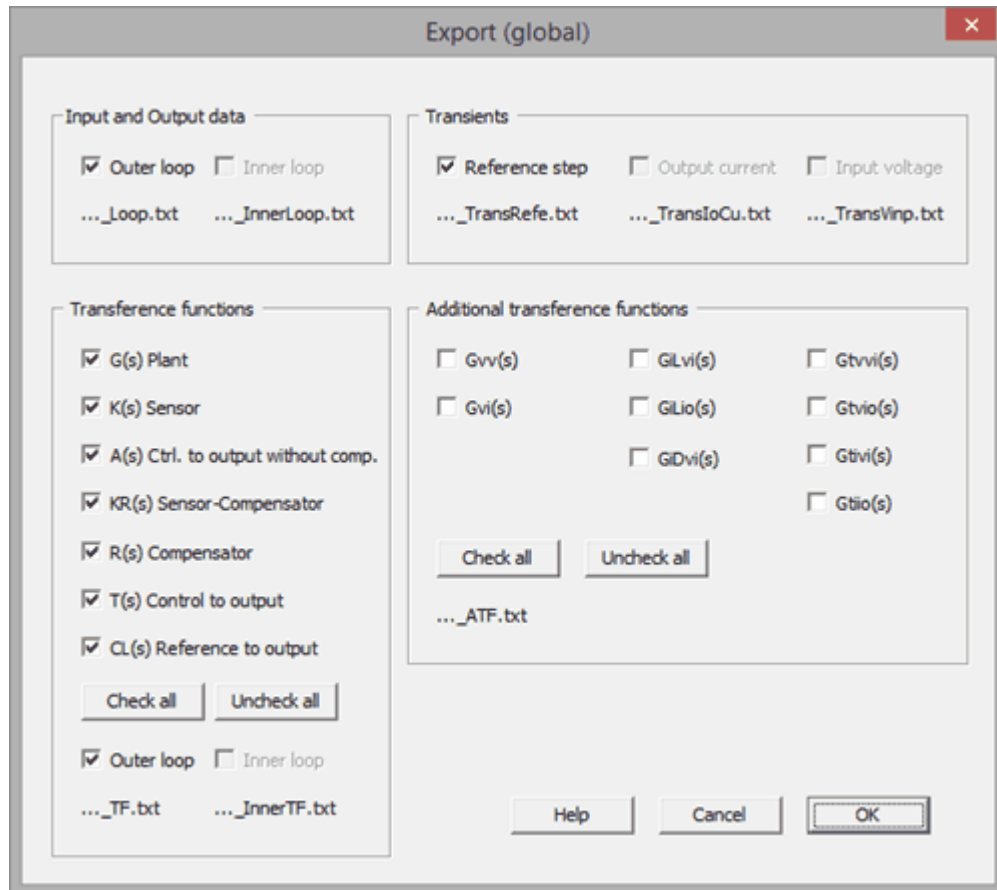 Export (global)
Input and Output data
Outer loop Inner loop
..._Loop.txt ..._InnerLoop.txt
Transients
Reference step Output current Input voltage
..._TransRefe.txt ..._TransIoCu.txt ..._TransVinp.txt
Transference functions
G(s) Plant
K(s) Sensor
A(s) Ctrl. to output without comp.
KR(s) Sensor-Compensator
R(s) Compensator
T(s) Control to output
CL(s) Reference to output
Check all Uncheck all
Outer loop Inner loop
..._TF.txt ..._InnerTF.txt
Additional transference functions
Gvv(s) GiLvi(s) Gtvvi(s)
Gvi(s) GiLio(s) Gtvio(s)
GiDvi(s) Gtivi(s)
Gtiio(s)
Check all Uncheck all
..._ATF.txt
Help Cancel OK